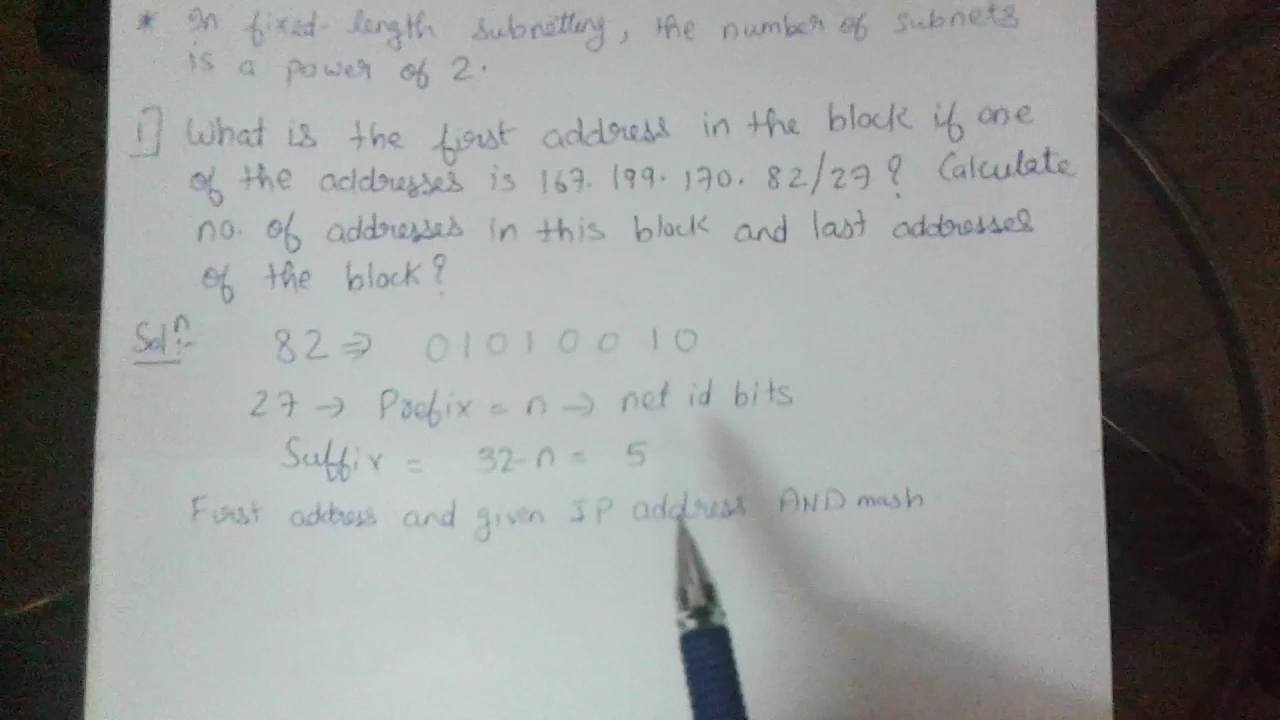 * In fixed-length subnetting, the number of subnets
is a power of 2.
1] What is the first address in the block if one
of the addresses is 167.199.170.82/27? Calculate
no. of addresses in this block and last addresses
of the block?
Solⁿ:- 82 ⇒ 01010010
27 → Prefix = n → net id bits
Suffix = 32-n = 5
First address and given IP address AND mask